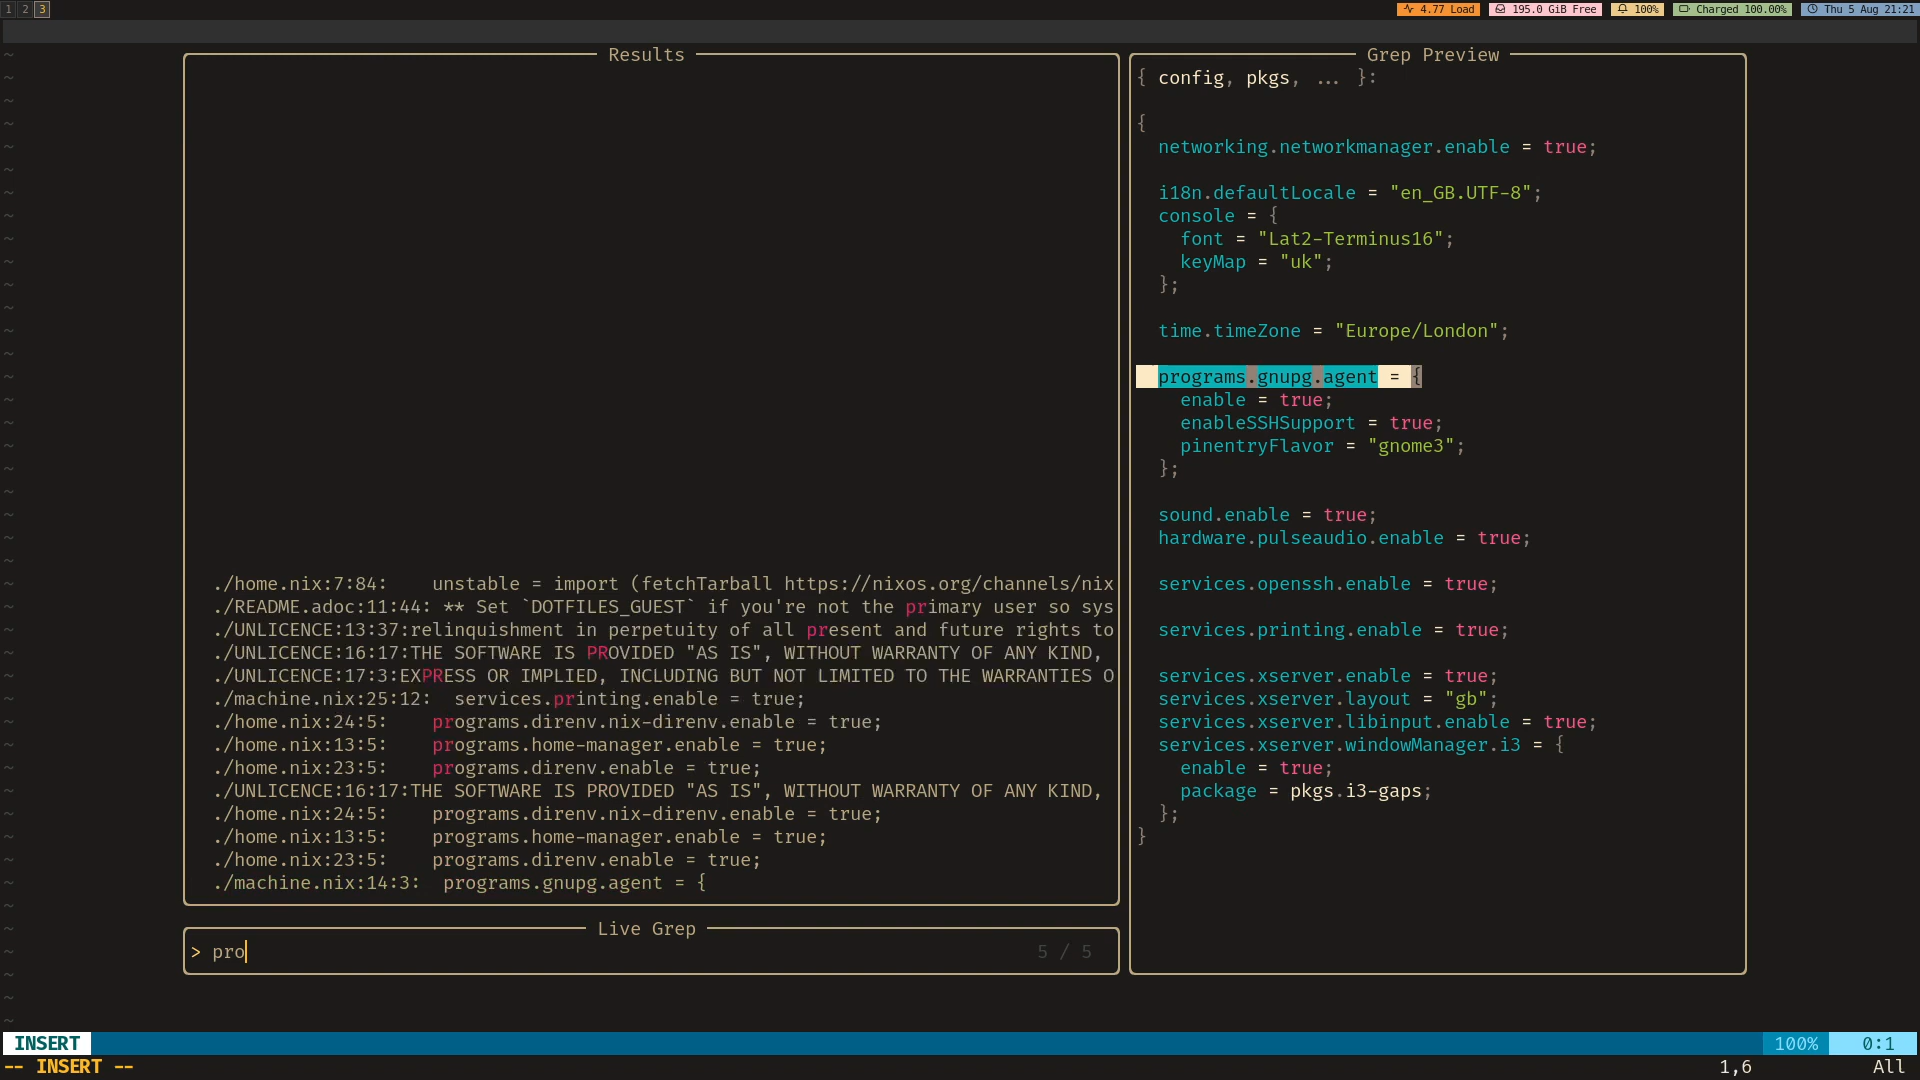 1 2 3
4.77 Load 195.0 GiB Free 100% Charged 100.00% Thu 5 Aug 21:21
Results
./home.nix:7:84:    unstable = import (fetchTarball https://nixos.org/channels/nix
./README.adoc:11:44: ** Set `DOTFILES_GUEST` if you're not the primary user so sys
./UNLICENCE:13:37:relinquishment in perpetuity of all present and future rights to
./UNLICENCE:16:17:THE SOFTWARE IS PROVIDED "AS IS", WITHOUT WARRANTY OF ANY KIND,
./UNLICENCE:17:3:EXPRESS OR IMPLIED, INCLUDING BUT NOT LIMITED TO THE WARRANTIES O
./machine.nix:25:12:  services.printing.enable = true;
./home.nix:24:5:    programs.direnv.nix-direnv.enable = true;
./home.nix:13:5:    programs.home-manager.enable = true;
./home.nix:23:5:    programs.direnv.enable = true;
./UNLICENCE:16:17:THE SOFTWARE IS PROVIDED "AS IS", WITHOUT WARRANTY OF ANY KIND,
./home.nix:24:5:    programs.direnv.nix-direnv.enable = true;
./home.nix:13:5:    programs.home-manager.enable = true;
./home.nix:23:5:    programs.direnv.enable = true;
./machine.nix:14:3:  programs.gnupg.agent = {
Live Grep
> pro 5 / 5
Grep Preview
{ config, pkgs, ... }:
{
  networking.networkmanager.enable = true;
  i18n.defaultLocale = "en_GB.UTF-8";
  console = {
    font = "Lat2-Terminus16";
    keyMap = "uk";
  };
  time.timeZone = "Europe/London";
  programs.gnupg.agent = {
    enable = true;
    enableSSHSupport = true;
    pinentryFlavor = "gnome3";
  };
  sound.enable = true;
  hardware.pulseaudio.enable = true;
  services.openssh.enable = true;
  services.printing.enable = true;
  services.xserver.enable = true;
  services.xserver.layout = "gb";
  services.xserver.libinput.enable = true;
  services.xserver.windowManager.i3 = {
    enable = true;
    package = pkgs.i3-gaps;
  };
}
INSERT 100% 0:1
-- INSERT -- 1,6 All